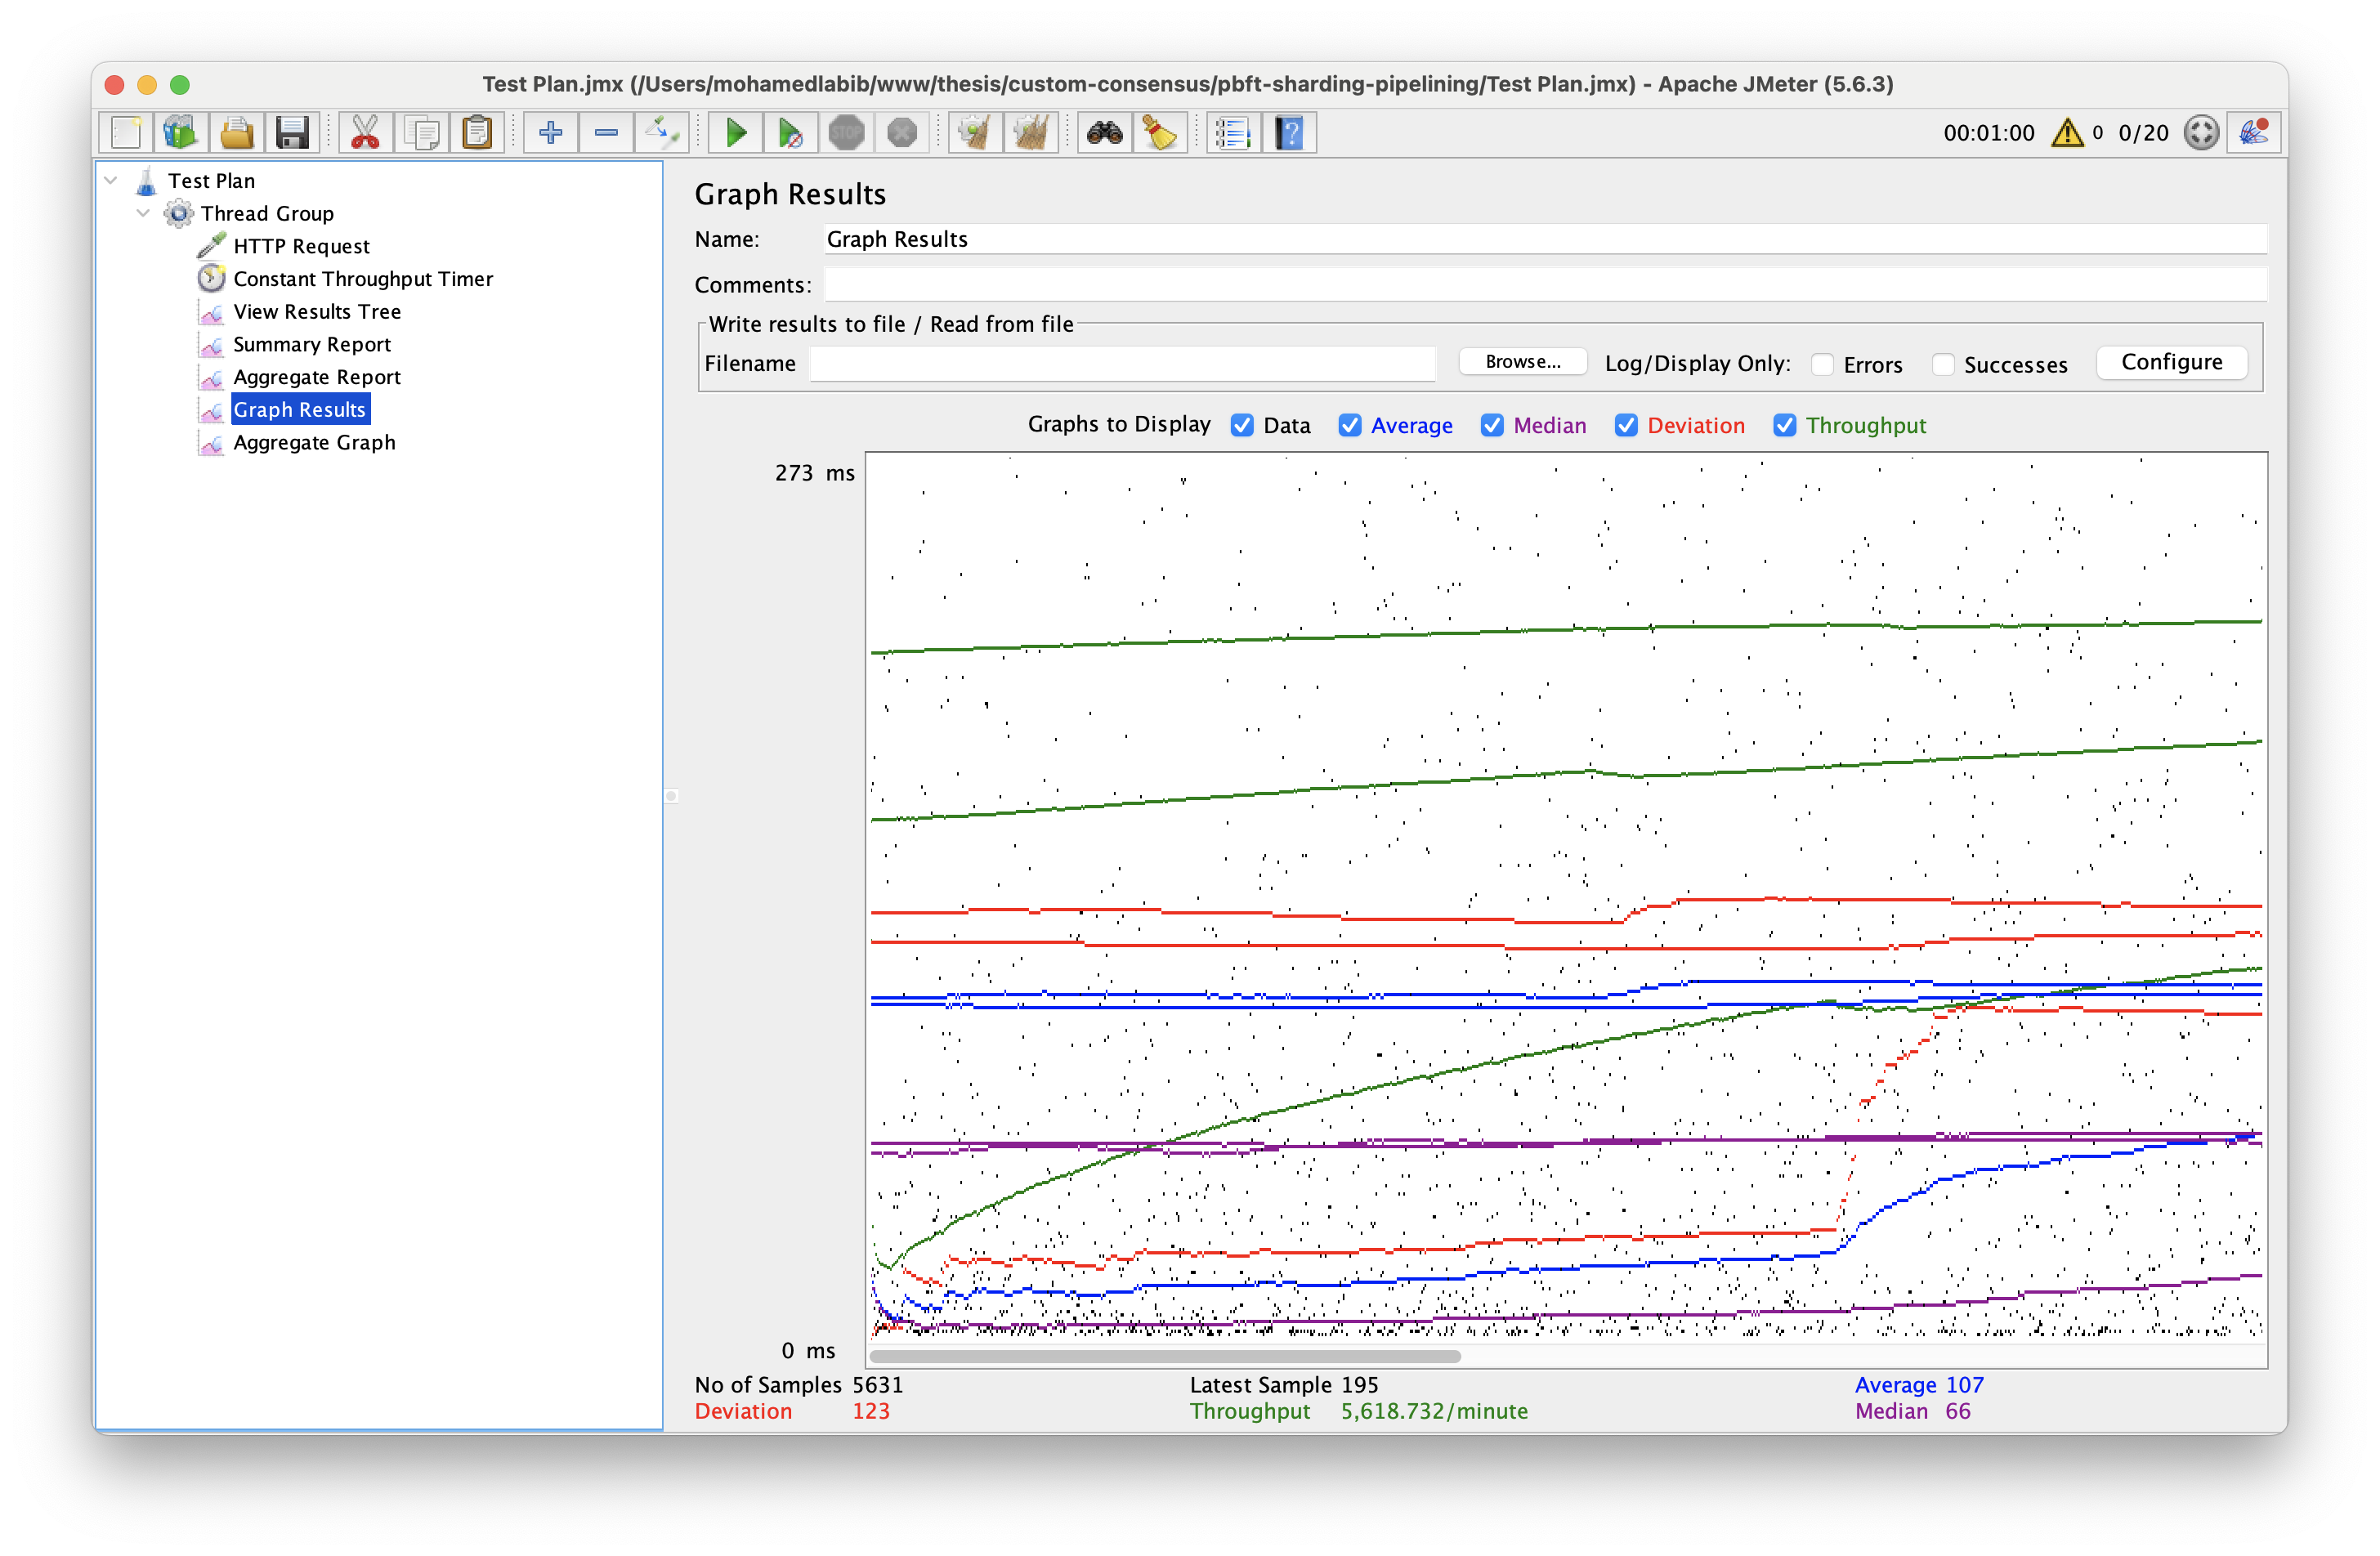 Test Plan.jmx (/Users/mohamedlabib/www/thesis/custom-consensus/pbft-sharding-pipelining/Test Plan.jmx) - Apache JMeter (5.6.3)
STOP
00:01:00 0 0/20
Test Plan
Thread Group
HTTP Request
Constant Throughput Timer
View Results Tree
Summary Report
Aggregate Report
Graph Results
Aggregate Graph
Graph Results
Name: Graph Results
Comments:
Write results to file / Read from file
Filename Browse... Log/Display Only: Errors Successes Configure
Graphs to Display Data Average Median Deviation Throughput
273 ms
0 ms
No of Samples 5631 Latest Sample 195 Average 107
Deviation 123 Throughput 5,618.732/minute Median 66